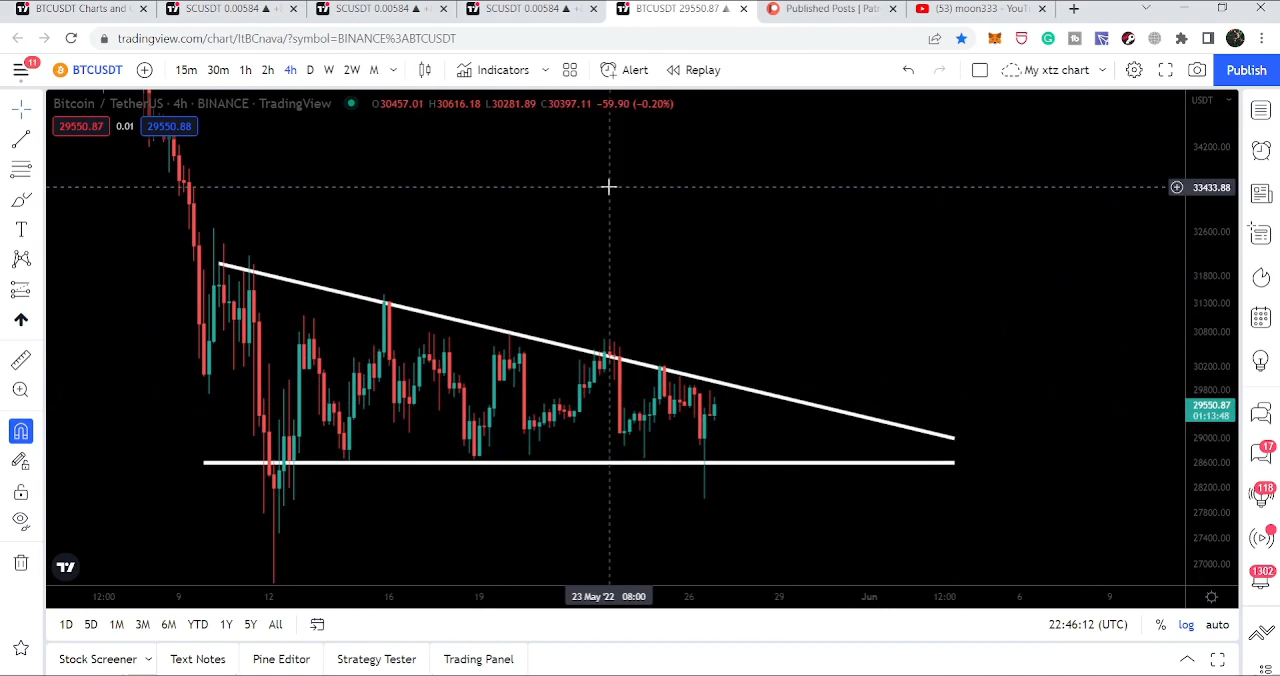 BTCUSDT Charts and
SCUSDT 0.00584 ▲ +
SCUSDT 0.00584 ▲ +
SCUSDT 0.00584 ▲ +
BTCUSDT 29550.87 ▲
Published Posts | Pat
(53) moon333 - YouT
tradingview.com/chart/ItBCnava/?symbol=BINANCE%3ABTCUSDT
11
BTCUSDT
15m 30m 1h 2h 4h D W 2W M
Indicators
Alert
Replay
My xtz chart
Publish
Bitcoin / TetherUS · 4h · BINANCE · TradingView
O30457.01 H30616.18 L30281.89 C30397.11 −59.90 (−0.20%)
29550.87 0.01 29550.88
USDT
34200.00
33433.88
32600.00
31800.00
31300.00
30800.00
30200.00
29800.00
29550.87
01:13:48
29000.00
28600.00
28200.00
27800.00
27400.00
27000.00
17
118
1302
12:00 9 12 16 19 23 May '22 08:00 26 29 Jun 12:00 6 9
1D 5D 1M 3M 6M YTD 1Y 5Y All
22:46:12 (UTC) % log auto
Stock Screener Text Notes Pine Editor Strategy Tester Trading Panel